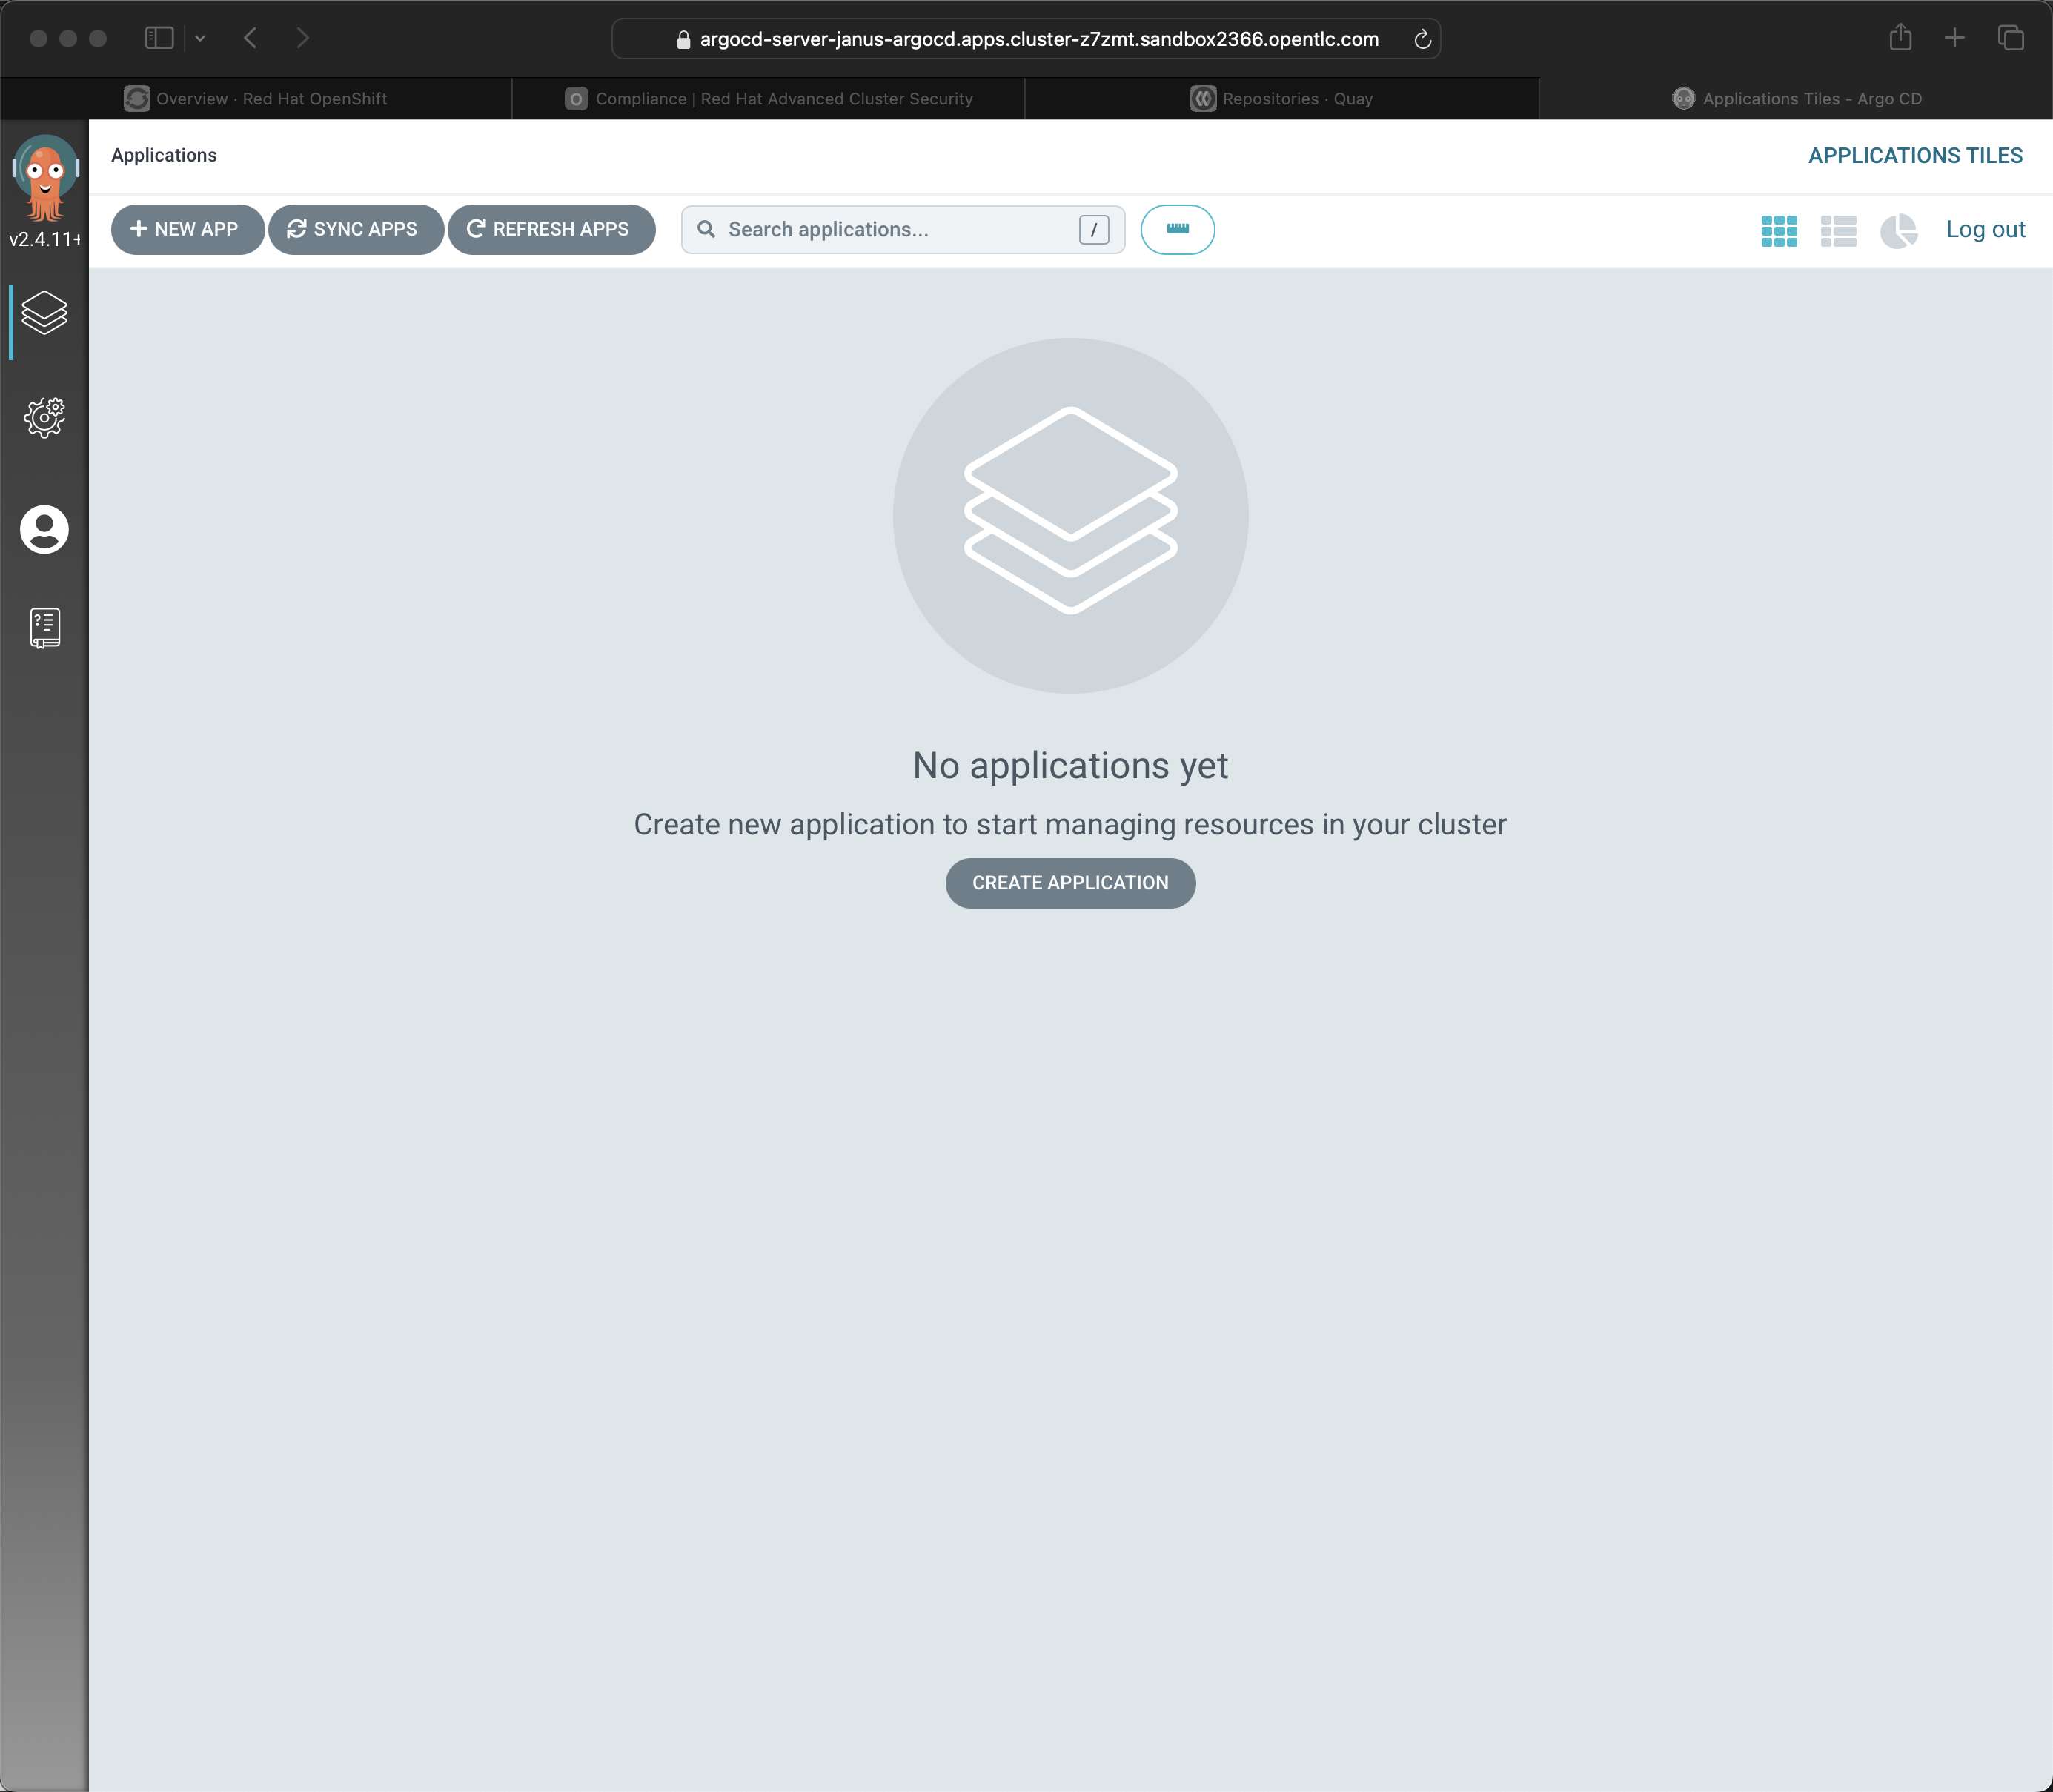 argocd-server-janus-argocd.apps.cluster-z7zmt.sandbox2366.opentlc.com
Overview · Red Hat OpenShift
O Compliance | Red Hat Advanced Cluster Security
Repositories · Quay
Applications Tiles - Argo CD
Applications
APPLICATIONS TILES
v2.4.11+
NEW APP
SYNC APPS
REFRESH APPS
Search applications...
/
Log out
No applications yet
Create new application to start managing resources in your cluster
CREATE APPLICATION